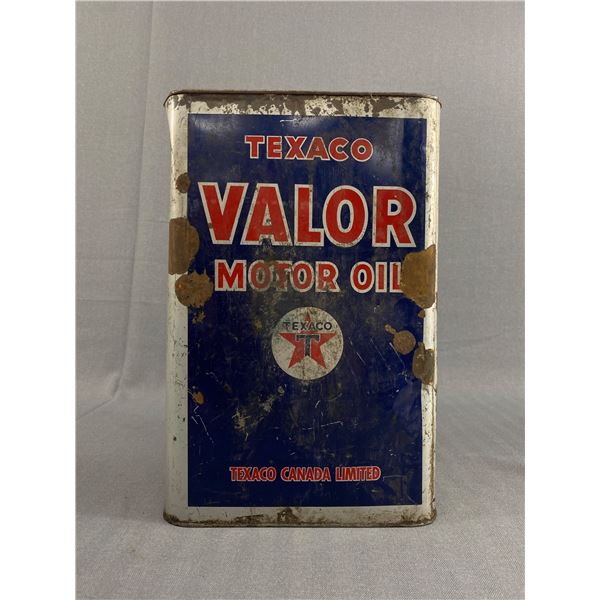 TEXACO
VALOR
MOTOR OIL
TEXACO
T
TEXACO CANADA LIMITED